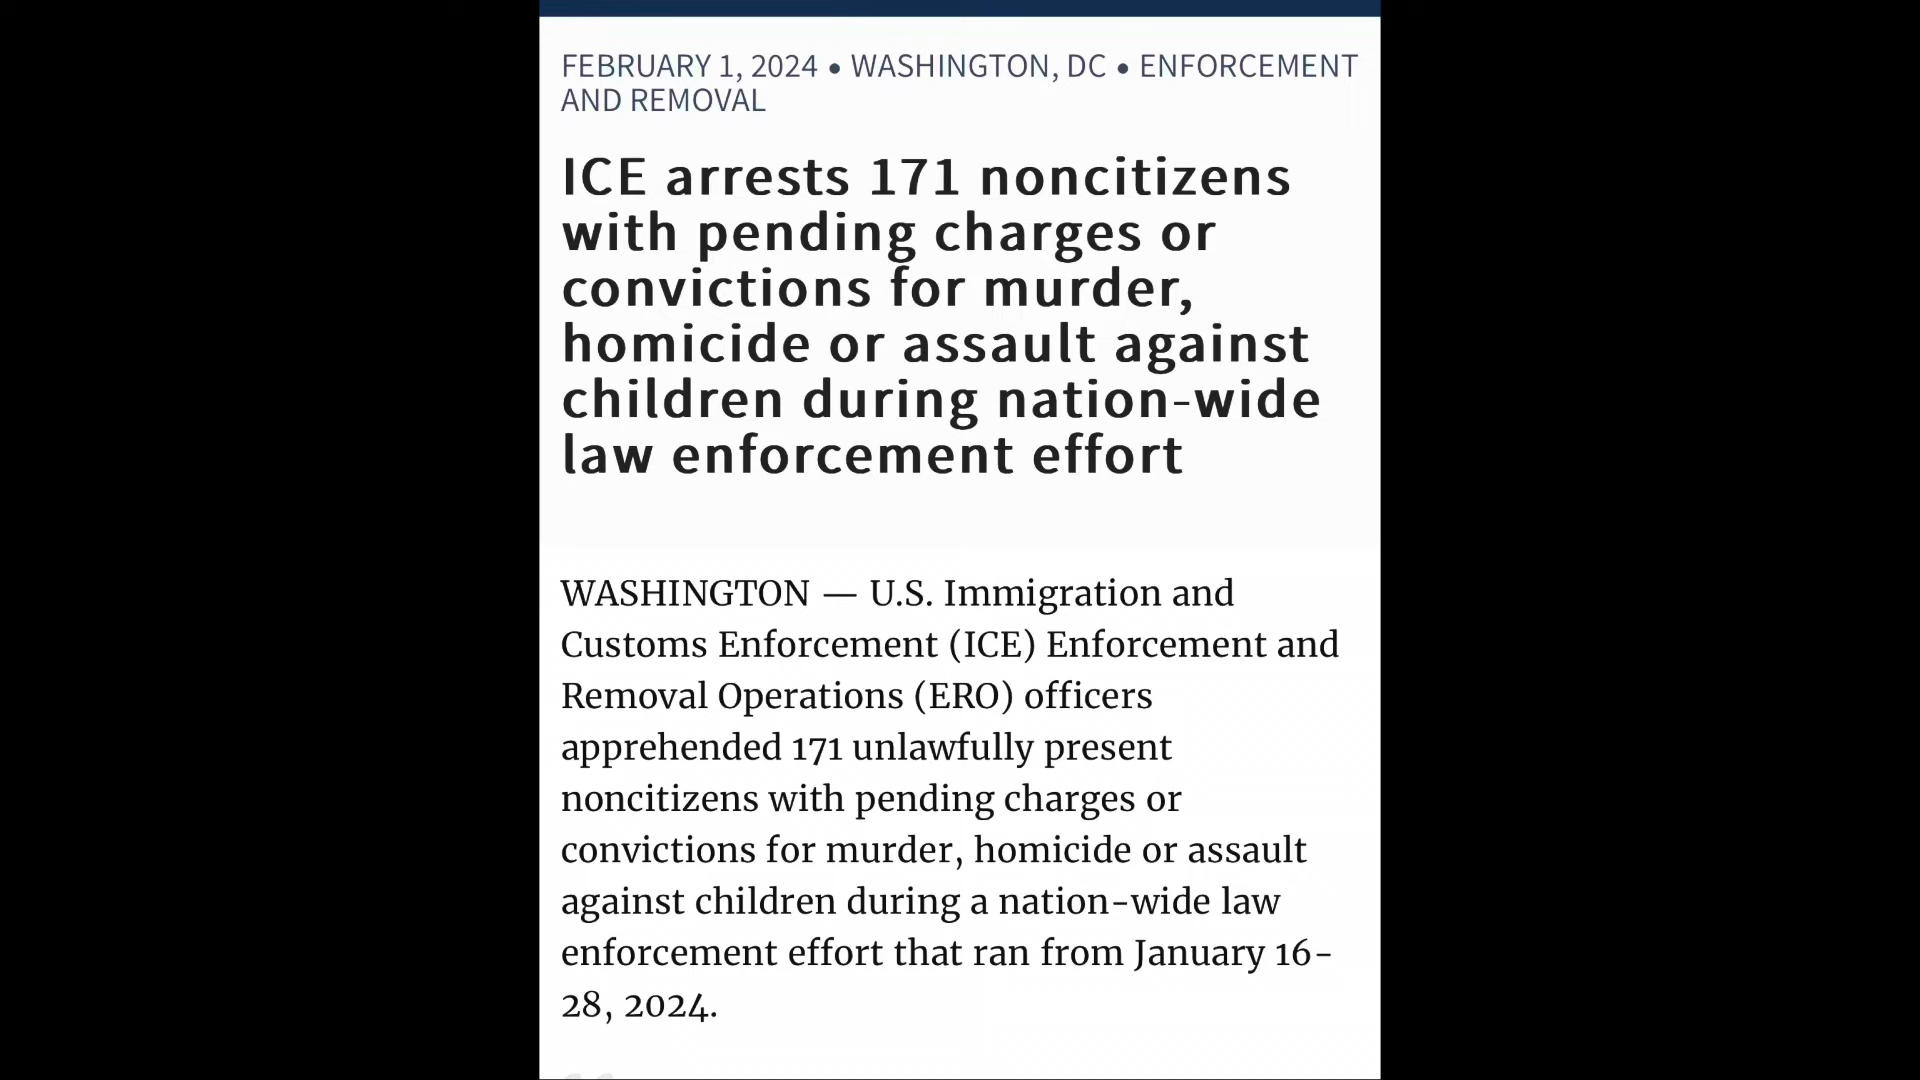 FEBRUARY 1, 2024 • WASHINGTON, DC • ENFORCEMENT
AND REMOVAL
ICE arrests 171 noncitizens
with pending charges or
convictions for murder,
homicide or assault against
children during nation-wide
law enforcement effort
WASHINGTON — U.S. Immigration and
Customs Enforcement (ICE) Enforcement and
Removal Operations (ERO) officers
apprehended 171 unlawfully present
noncitizens with pending charges or
convictions for murder, homicide or assault
against children during a nation-wide law
enforcement effort that ran from January 16-
28, 2024.